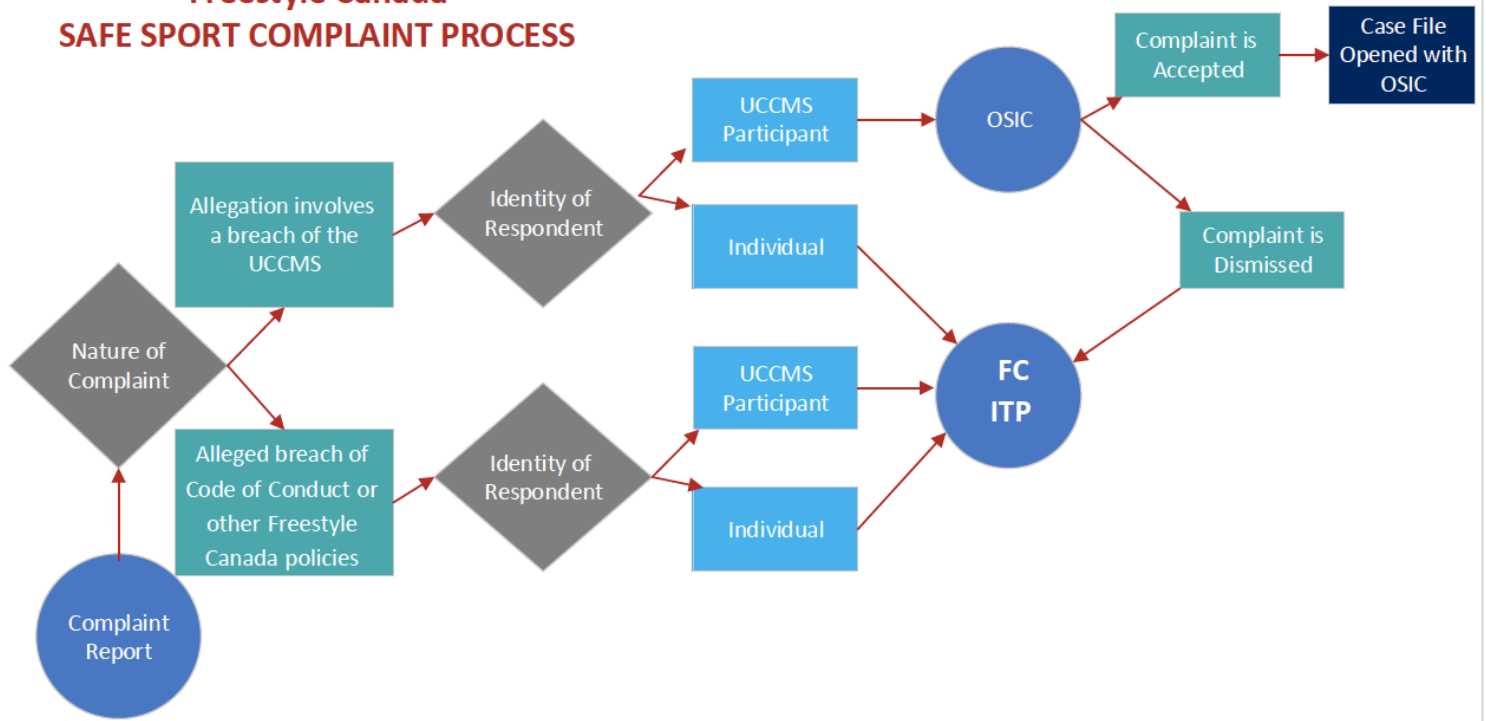 Freestyle Canada
SAFE SPORT COMPLAINT PROCESS
Complaint
Report
Nature of
Complaint
Allegation involves
a breach of the
UCCMS
Identity of
Respondent
UCCMS
Participant
Individual
OSIC
Complaint is
Accepted
Case File
Opened with
OSIC
Complaint is
Dismissed
Alleged breach of
Code of Conduct or
other Freestyle
Canada policies
Identity of
Respondent
UCCMS
Participant
Individual
FC
ITP